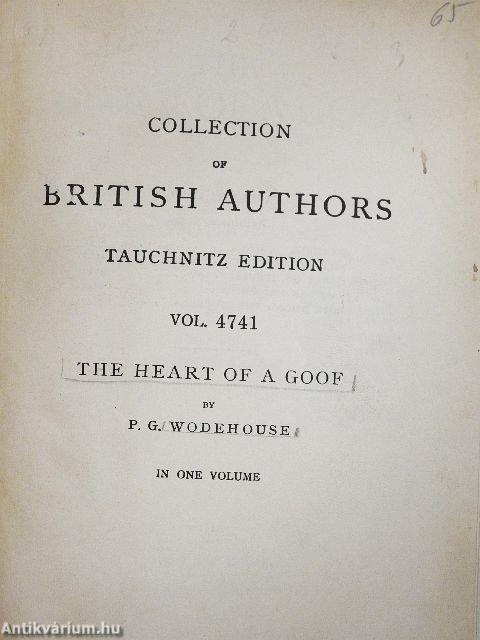 65
COLLECTION
OF
BRITISH AUTHORS
TAUCHNITZ EDITION
VOL. 4741
THE HEART OF A GOOF
BY
P. G. WODEHOUSE
IN ONE VOLUME
Antikvárium.hu